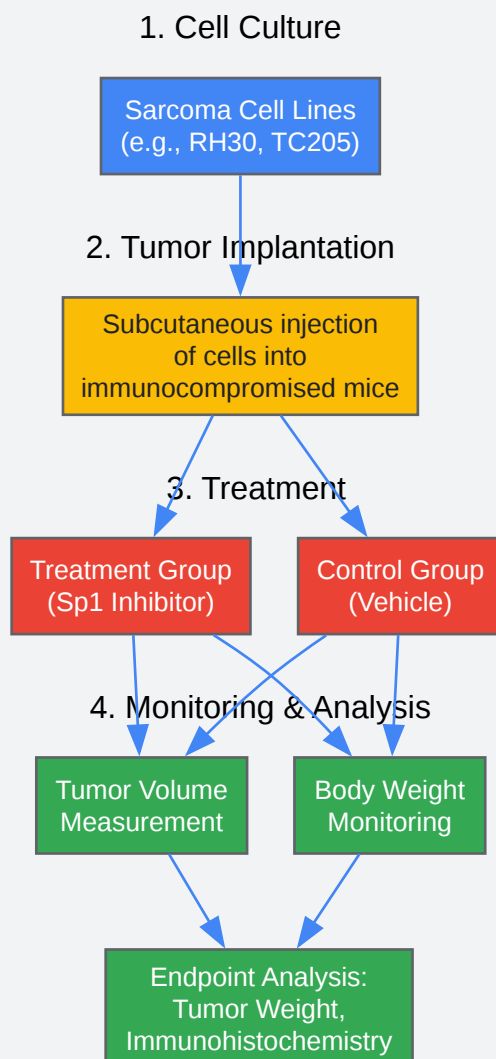 1. Cell Culture
Sarcoma Cell Lines
(e.g., RH30, TC205)
2. Tumor Implantation
Subcutaneous injection
of cells into
immunocompromised mice
3. Treatment
Treatment Group
(Sp1 Inhibitor)
Control Group
(Vehicle)
4. Monitoring & Analysis
Tumor Volume
Measurement
Body Weight
Monitoring
Endpoint Analysis:
Tumor Weight,
Immunohistochemistry